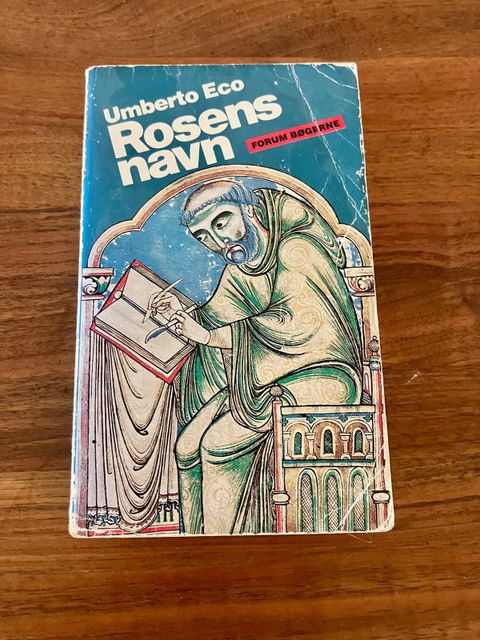 Umberto Eco
Rosens
navn
FORUM BØGERNE